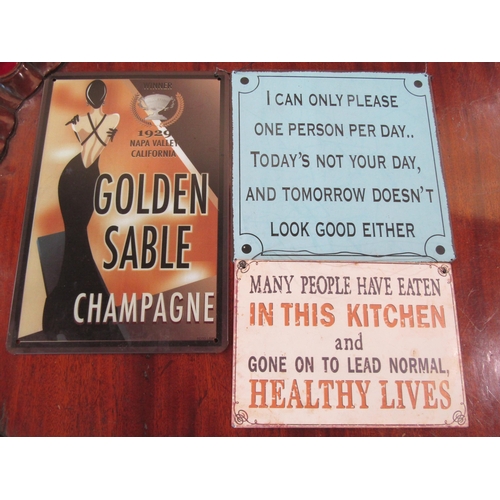 WINNER
1929
NAPA VALLEY
CALIFORNIA
GOLDEN
SABLE
CHAMPAGNE
I CAN ONLY PLEASE
ONE PERSON PER DAY..
TODAY'S NOT YOUR DAY,
AND TOMORROW DOESN'T
LOOK GOOD EITHER
MANY PEOPLE HAVE EATEN
IN THIS KITCHEN
and
GONE ON TO LEAD NORMAL,
HEALTHY LIVES